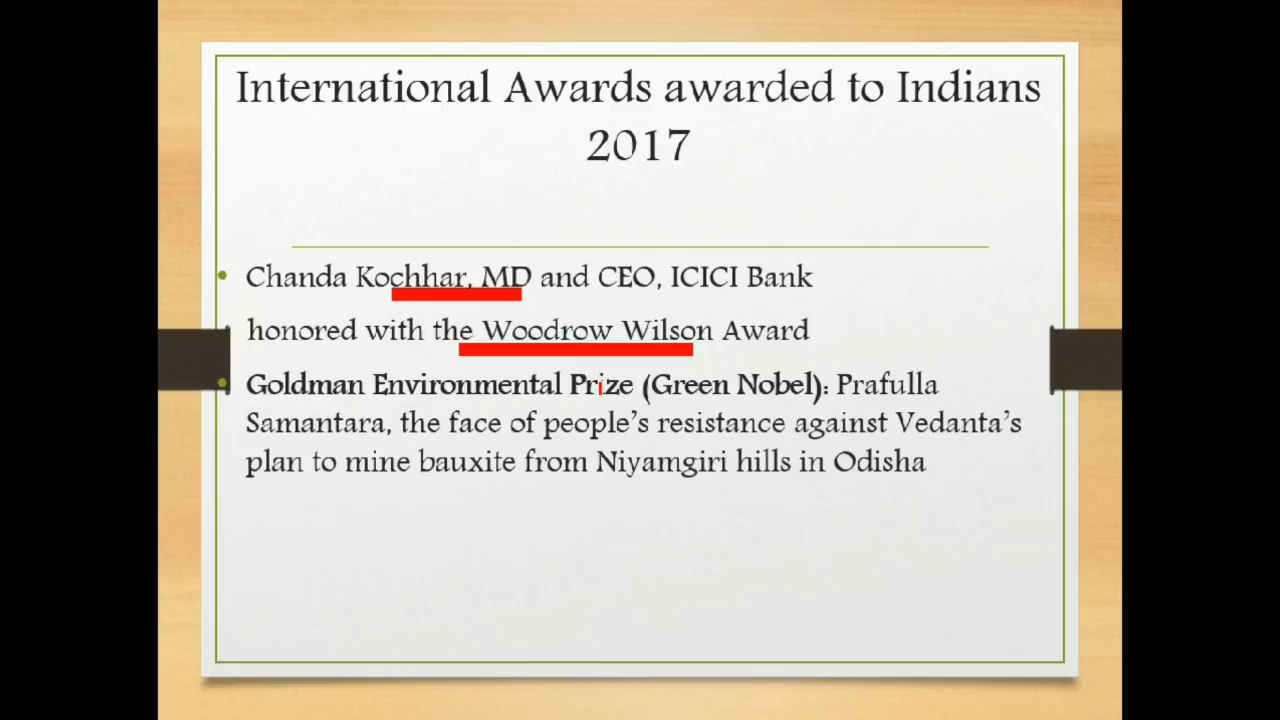 International Awards awarded to Indians
2017
• Chanda Kochhar, MD and CEO, ICICI Bank
honored with the Woodrow Wilson Award
• Goldman Environmental Prize (Green Nobel): Prafulla
Samantara, the face of people's resistance against Vedanta's
plan to mine bauxite from Niyamgiri hills in Odisha